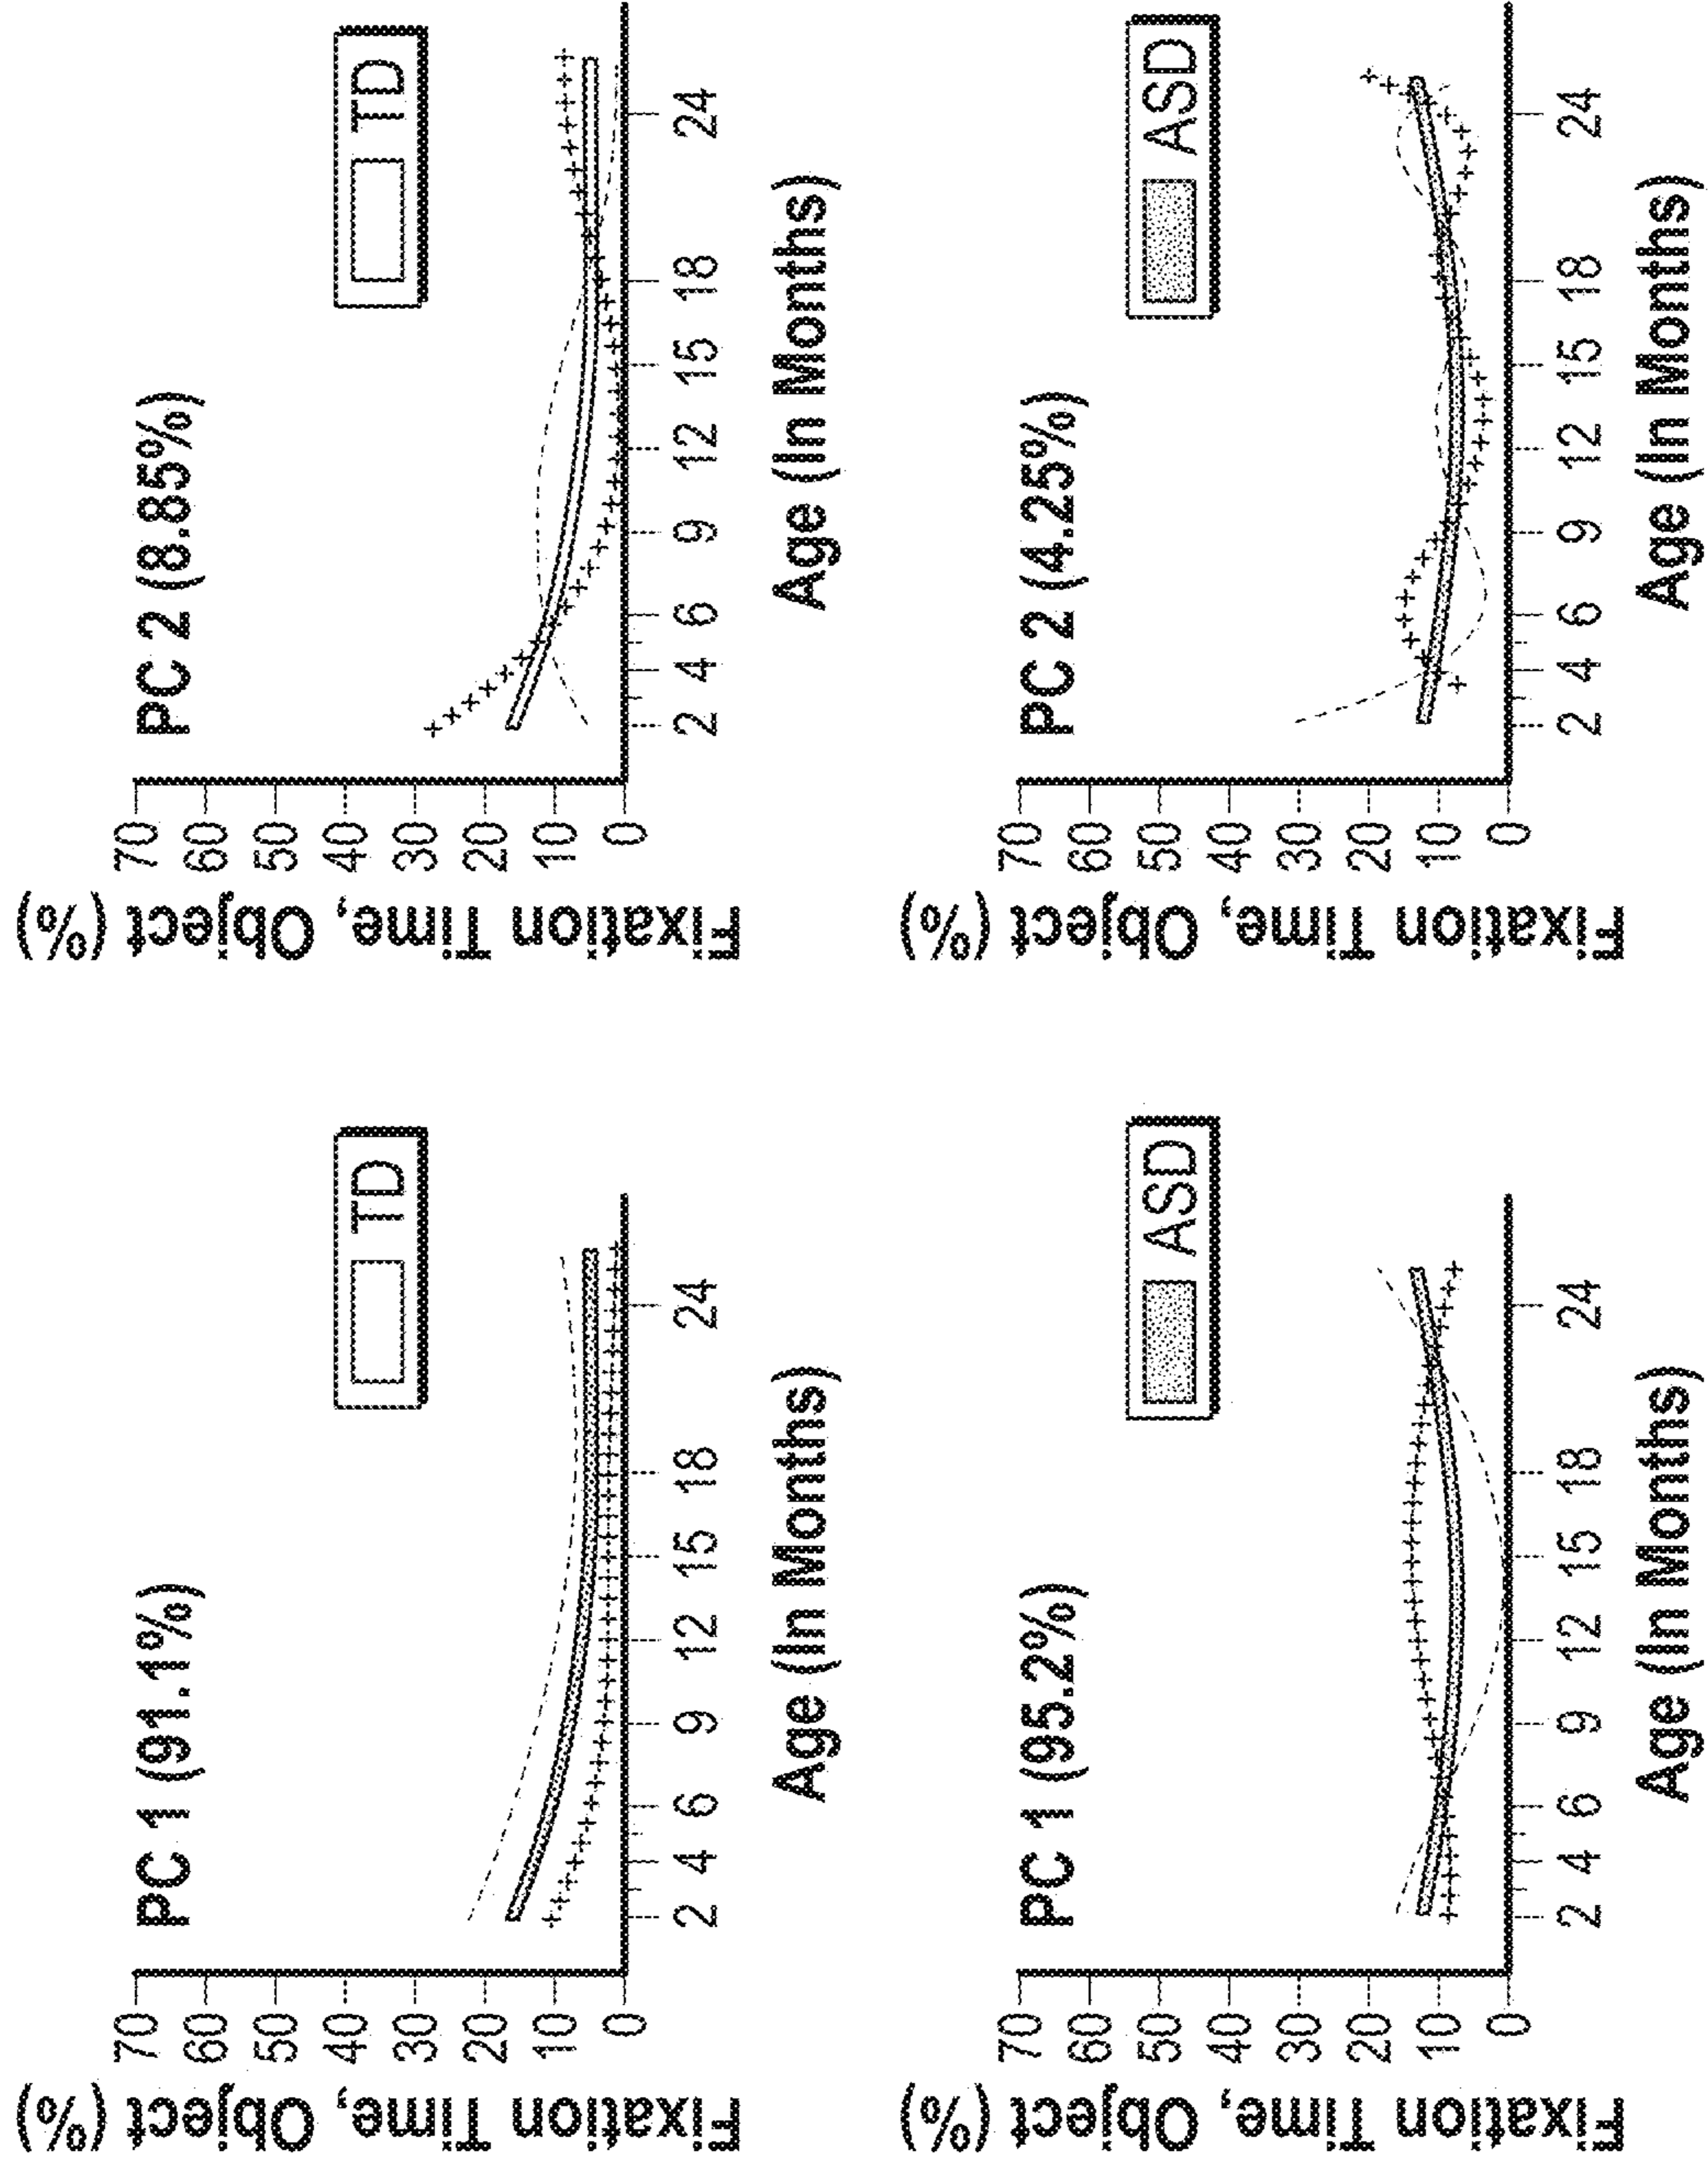 PC 1 (91.1%)
TD
Fixation Time, Object
(%)
70
60
50
40
30
20
10
0
2 4 6 9 12 15 18 24
Age (In Months)
PC 2 (8.85%)
TD
Fixation Time, Object
(%)
70
60
50
40
30
20
10
0
2 4 6 9 12 15 18 24
Age (In Months)
PC 1 (95.2%)
ASD
Fixation Time, Object
(%)
70
60
50
40
30
20
10
0
2 4 6 9 12 15 18 24
Age (In Months)
PC 2 (4.25%)
ASD
Fixation Time, Object
(%)
70
60
50
40
30
20
10
0
2 4 6 9 12 15 18 24
Age (In Months)